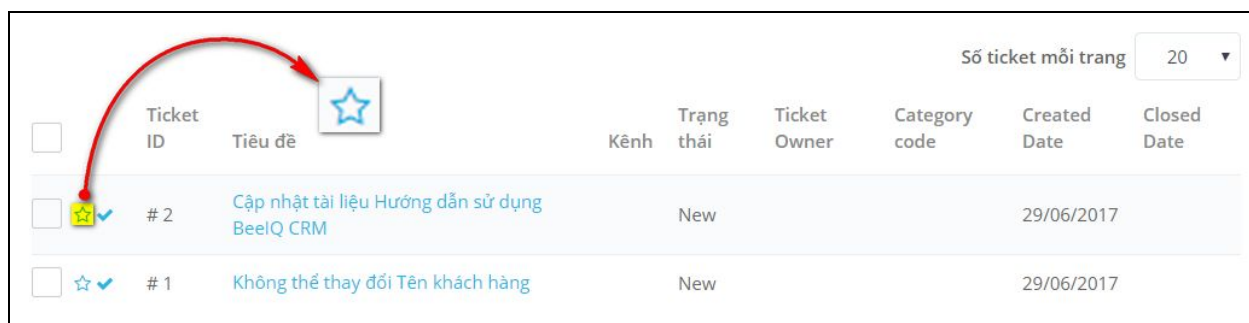 Số ticket mỗi trang 20
Ticket ID Tiêu đề Kênh Trạng thái Ticket Owner Category code Created Date Closed Date
# 2 Cập nhật tài liệu Hướng dẫn sử dụng BeeIQ CRM New 29/06/2017
# 1 Không thể thay đổi Tên khách hàng New 29/06/2017